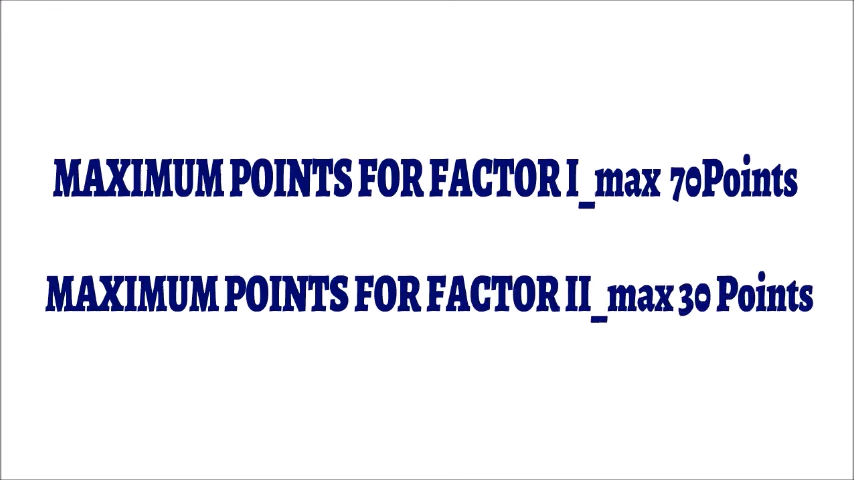 MAXIMUM POINTS FOR FACTOR I_max 70Points
MAXIMUM POINTS FOR FACTOR II_max 30 Points